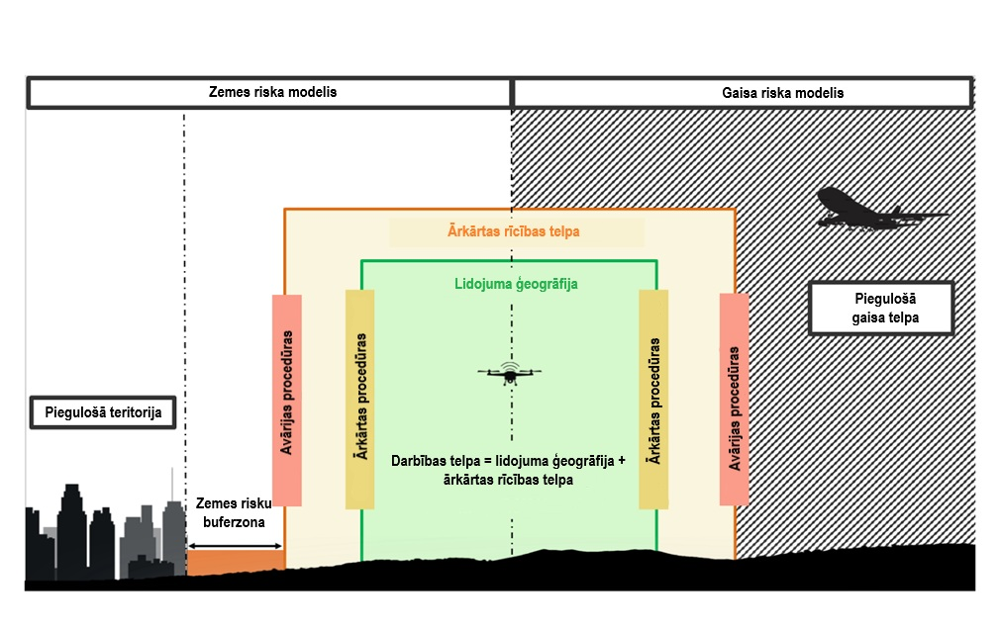 Zemes riska modelis
Gaisa riska modelis
Ārkārtas rīcības telpa
Lidojuma ģeogrāfija
Piegulošā
gaisa telpa
Avārijas procedūras
Ārkārtas procedūras
Ārkārtas procedūras
Avārijas procedūras
Piegulošā teritorija
Darbības telpa = lidojuma ģeogrāfija +
ārkārtas rīcības telpa
Zemes risku
buferzona